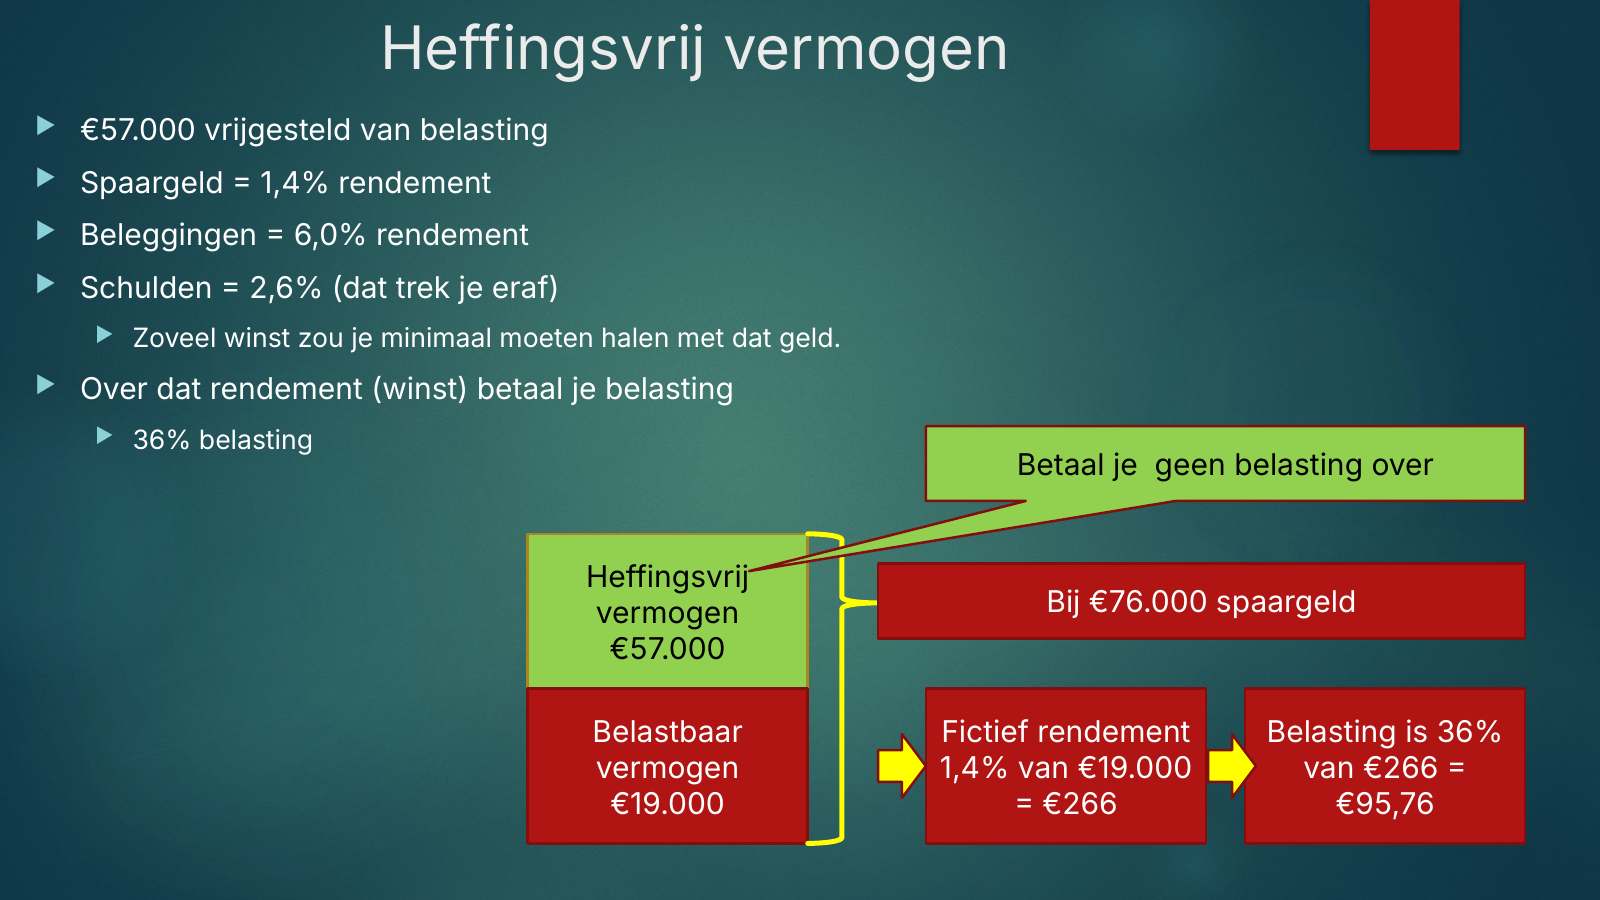 Heffingsvrij vermogen
€57.000 vrijgesteld van belasting
Spaargeld = 1,4% rendement
Beleggingen = 6,0% rendement
Schulden = 2,6% (dat trek je eraf)
Zoveel winst zou je minimaal moeten halen met dat geld.
Over dat rendement (winst) betaal je belasting
36% belasting
Betaal je  geen belasting over
Heffingsvrij
vermogen
€57.000
Bij €76.000 spaargeld
Belastbaar
vermogen
€19.000
Fictief rendement
1,4% van €19.000
= €266
Belasting is 36%
van €266 =
€95,76